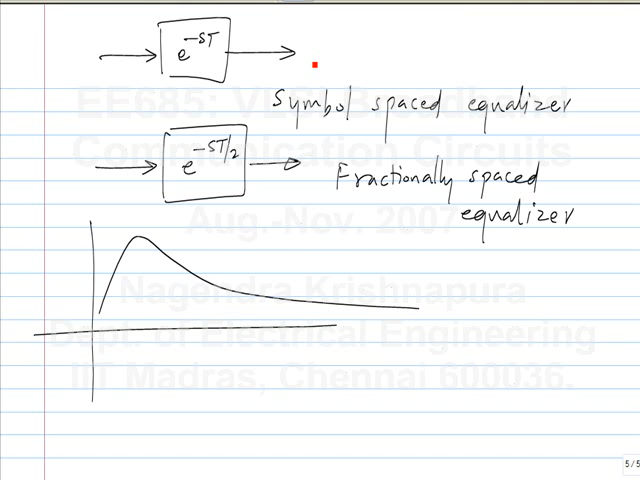 e^-ST
Symbol spaced equalizer
e^-ST/2
Fractionally spaced
equalizer
EE685: VLSI Broadband
Communication Circuits
Aug.-Nov. 2007
Nagendra Krishnapura
Dept. of Electrical Engineering
IIT Madras, Chennai 600036.
5/5